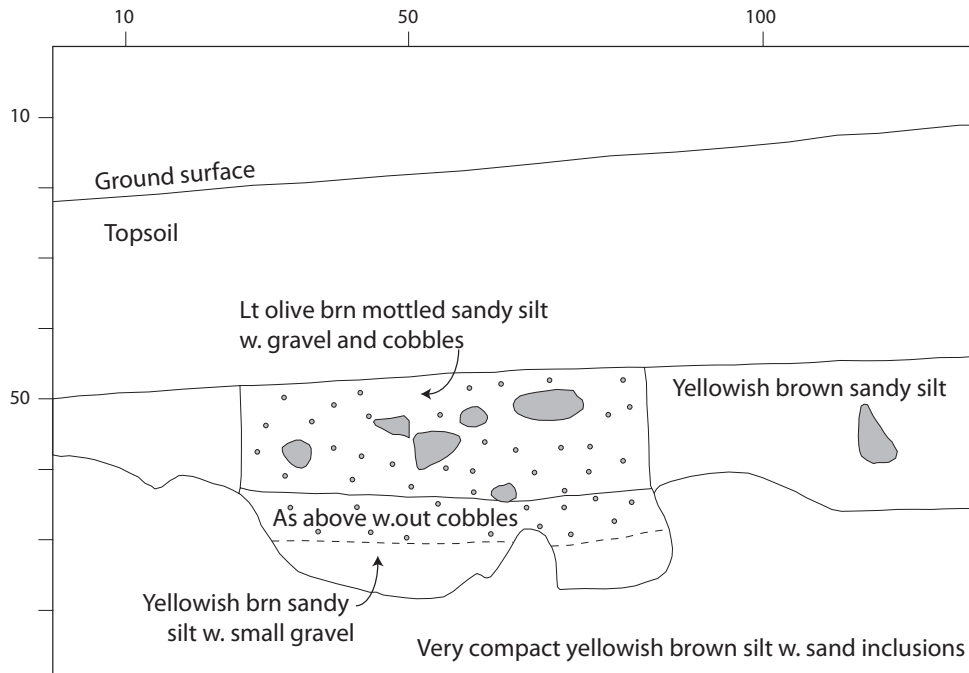 10 50 100
10
Ground surface
Topsoil
Lt olive brn mottled sandy silt
w. gravel and cobbles
50
Yellowish brown sandy silt
As above w.out cobbles
Yellowish brn sandy
silt w. small gravel
Very compact yellowish brown silt w. sand inclusions